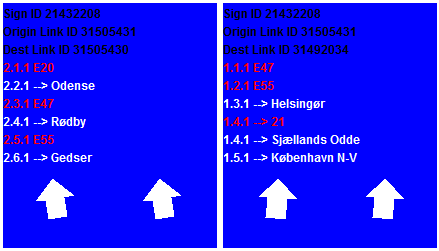 Sign ID 21432208
Origin Link ID 31505431
Dest Link ID 31505430
2.1.1 E20
2.2.1 --> Odense
2.3.1 E47
2.4.1 --> Rødby
2.5.1 E55
2.6.1 --> Gedser
Sign ID 21432208
Origin Link ID 31505431
Dest Link ID 31492034
1.1.1 E47
1.2.1 E55
1.3.1 --> Helsingør
1.4.1 --> 21
1.4.1 --> Sjællands Odde
1.5.1 --> København N-V